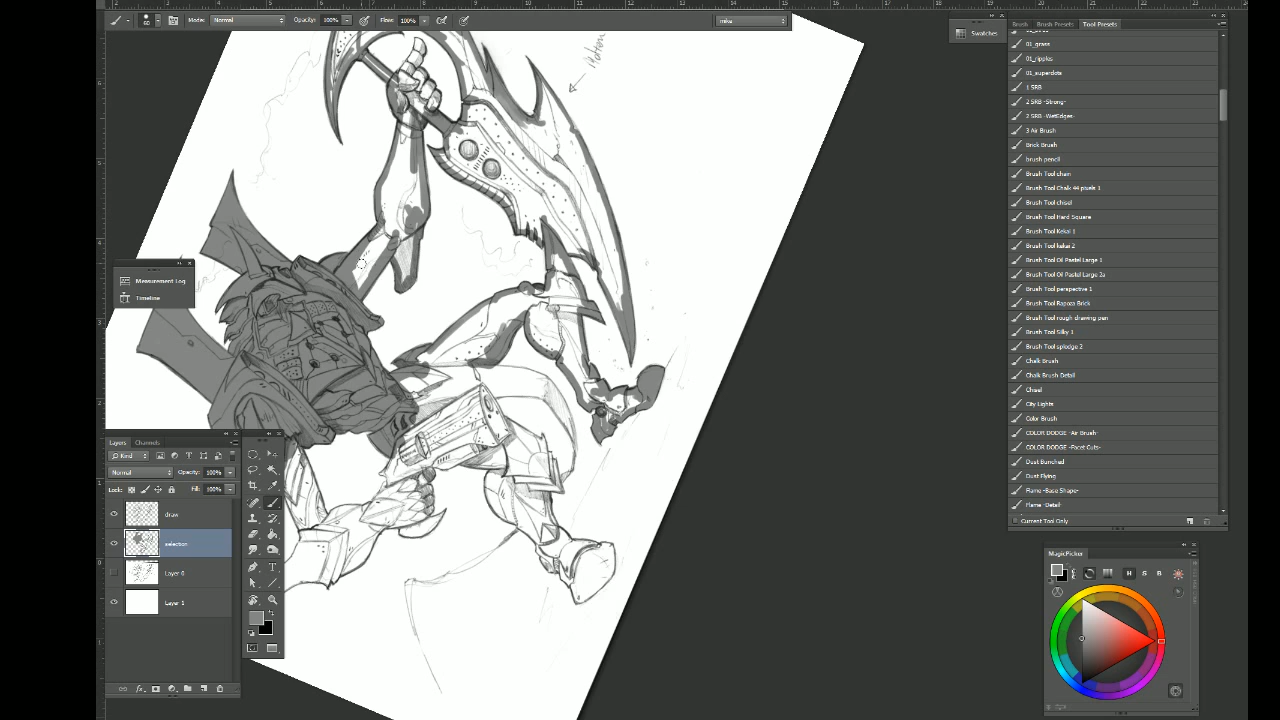 Mode: Normal Opacity: 100% Flow: 100% mike
Swatches
Brush Brush Presets Tool Presets
01_grass
01_ripples
01_superdots
1 SRB
2 SRB -Strong-
2 SRB -WetEdges-
3 Air Brush
Brick Brush
brush pencil
Brush Tool chain
Brush Tool Chalk 44 pixels 1
Brush Tool chisel
Brush Tool Hard Square
Brush Tool Kekai 1
Brush Tool kekai 2
Brush Tool Oil Pastel Large 1
Brush Tool Oil Pastel Large 2a
Brush Tool perspective 1
Brush Tool Rapoza Brick
Brush Tool rough drawing pen
Brush Tool Silky 1
Brush Tool splodge 2
Chalk Brush
Chalk Brush Detail
Chisel
City Lights
Color Brush
COLOR DODGE -Air Brush-
COLOR DODGE -Facet Cuts-
Dust Bunched
Dust Flying
Flame -Base Shape-
Flame -Detail-
Current Tool Only
Measurement Log
Timeline
Layers Channels
Kind
Normal Opacity: 100%
Lock: Fill: 100%
draw
selection
Layer 0
Layer 1
MagicPicker
H S B